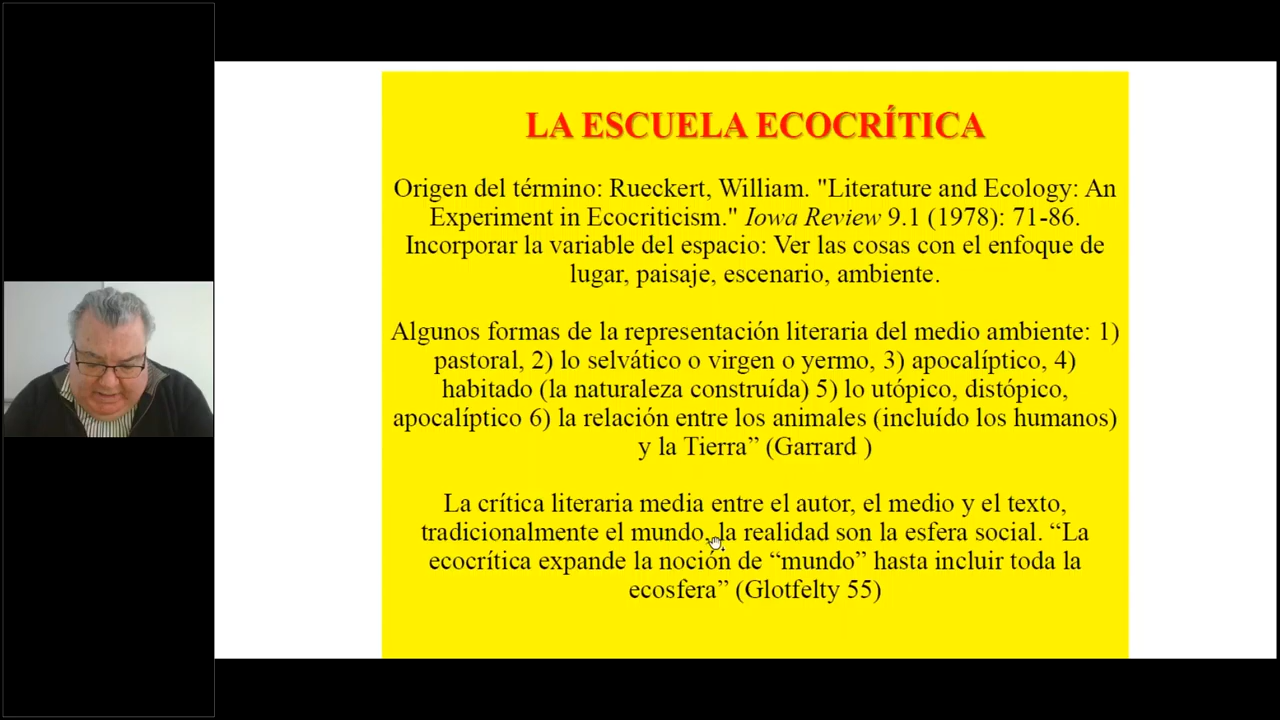 LA ESCUELA ECOCRÍTICA
Origen del término: Rueckert, William. "Literature and Ecology: An
Experiment in Ecocriticism." Iowa Review 9.1 (1978): 71-86.
Incorporar la variable del espacio: Ver las cosas con el enfoque de
lugar, paisaje, escenario, ambiente.
Algunos formas de la representación literaria del medio ambiente: 1)
pastoral, 2) lo selvático o virgen o yermo, 3) apocalíptico, 4)
habitado (la naturaleza construída) 5) lo utópico, distópico,
apocalíptico 6) la relación entre los animales (incluído los humanos)
y la Tierra” (Garrard )
La crítica literaria media entre el autor, el medio y el texto,
tradicionalmente el mundo, la realidad son la esfera social. “La
ecocrítica expande la noción de “mundo” hasta incluir toda la
ecosfera” (Glotfelty 55)